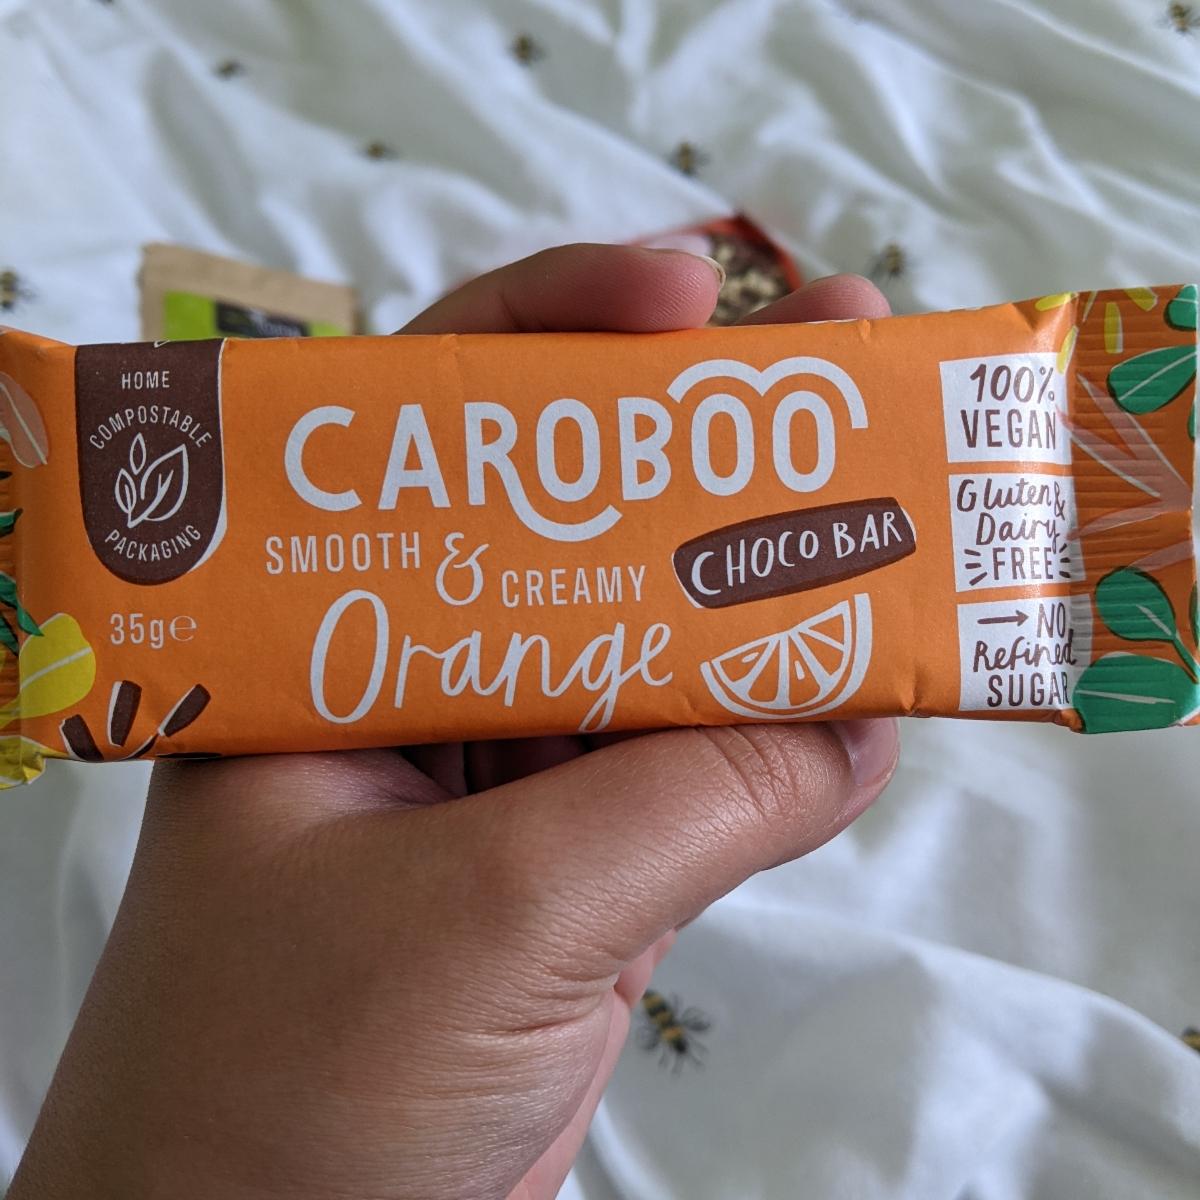 HOME
COMPOSTABLE
PACKAGING
35g℮
CAROBOO
SMOOTH & CREAMY
Orange
CHOCO BAR
100%
VEGAN
Gluten &
Dairy
FREE
→ NO
Refined
SUGAR